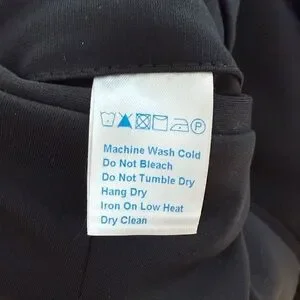 P
Machine Wash Cold
Do Not Bleach
Do Not Tumble Dry
Hang Dry
Iron On Low Heat
Dry Clean